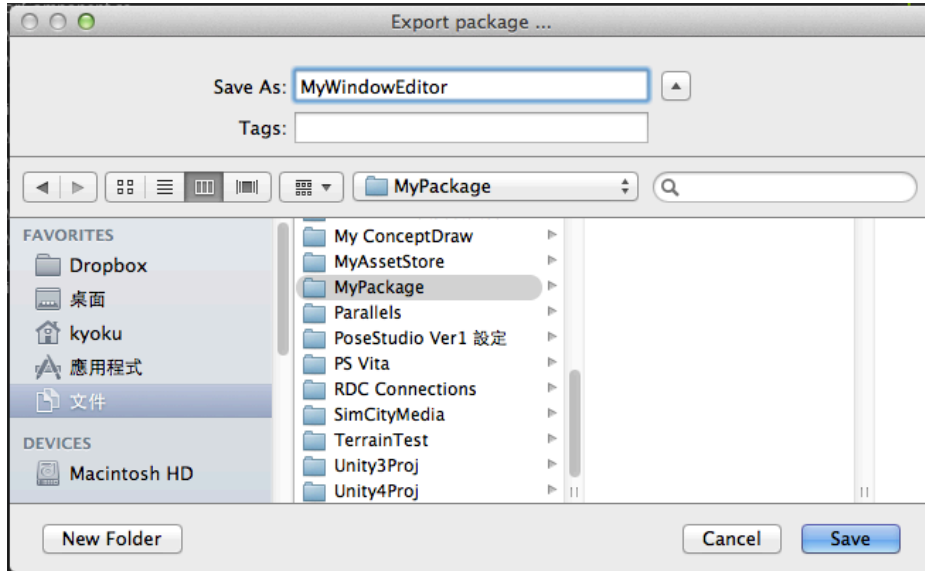 Export package ...
Save As: MyWindowEditor
Tags:
MyPackage
FAVORITES
Dropbox
桌面
kyoku
應用程式
文件
DEVICES
Macintosh HD
My ConceptDraw
MyAssetStore
MyPackage
Parallels
PoseStudio Ver1 設定
PS Vita
RDC Connections
SimCityMedia
TerrainTest
Unity3Proj
Unity4Proj
New Folder
Cancel
Save